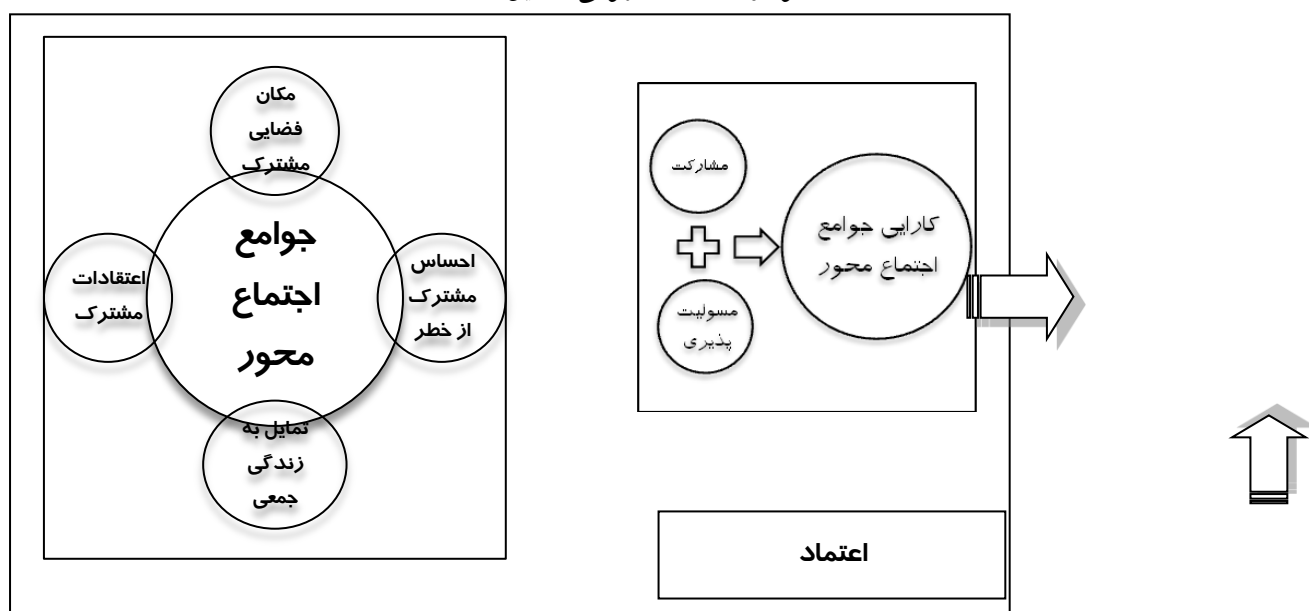 مکان
فضایی
مشترک
جوامع
اجتماع
محور
احساس
مشترک
از خطر
اعتقادات
مشترک
تمایل به
زندگی
جمعی
مشارکت
مسولیت
پذیری
کارایی جوامع
اجتماع محور
اعتماد